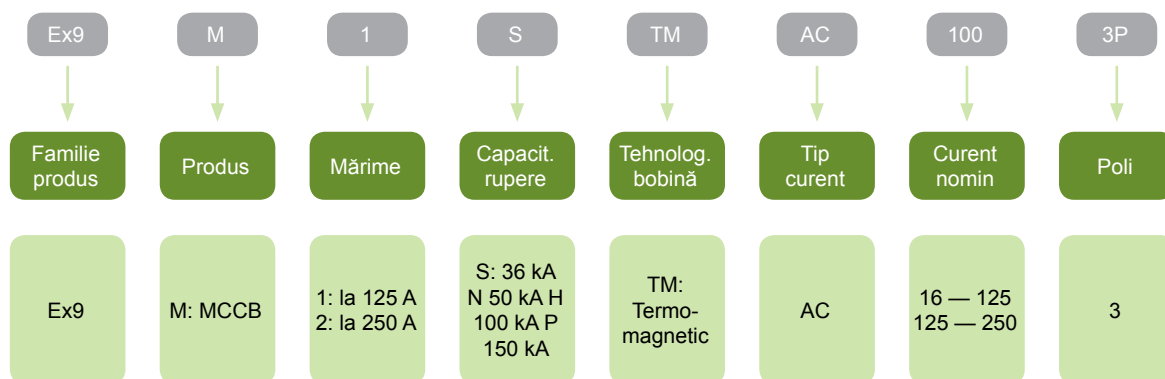 Ex9 M 1 S TM AC 100 3P
Familie
produs
Produs
Mărime
Capacit.
rupere
Tehnolog.
bobină
Tip
curent
Curent
nomin
Poli
Ex9
M: MCCB
1: la 125 A
2: la 250 A
S: 36 kA
N 50 kA H
100 kA P
150 kA
TM:
Termo-
magnetic
AC
16 — 125
125 — 250
3